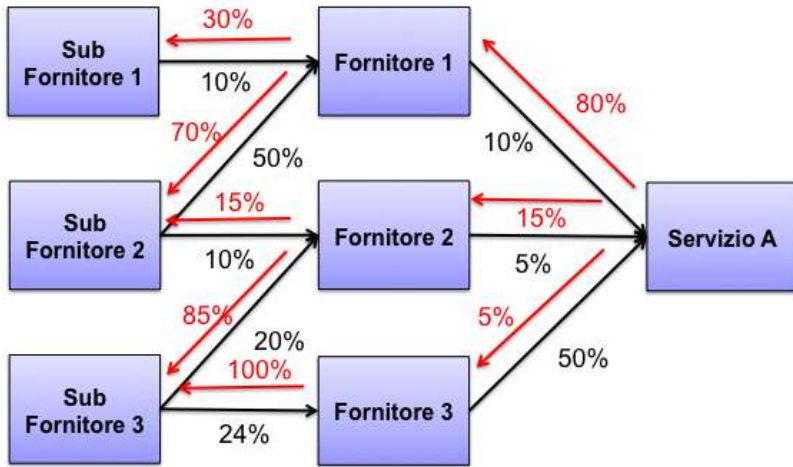 30%
Sub
Fornitore 1
Fornitore 1
10%
80%
70%
10%
50%
Sub
Fornitore 2
15%
Fornitore 2
15%
Servizio A
10%
5%
85%
5%
20%
50%
100%
Sub
Fornitore 3
Fornitore 3
24%